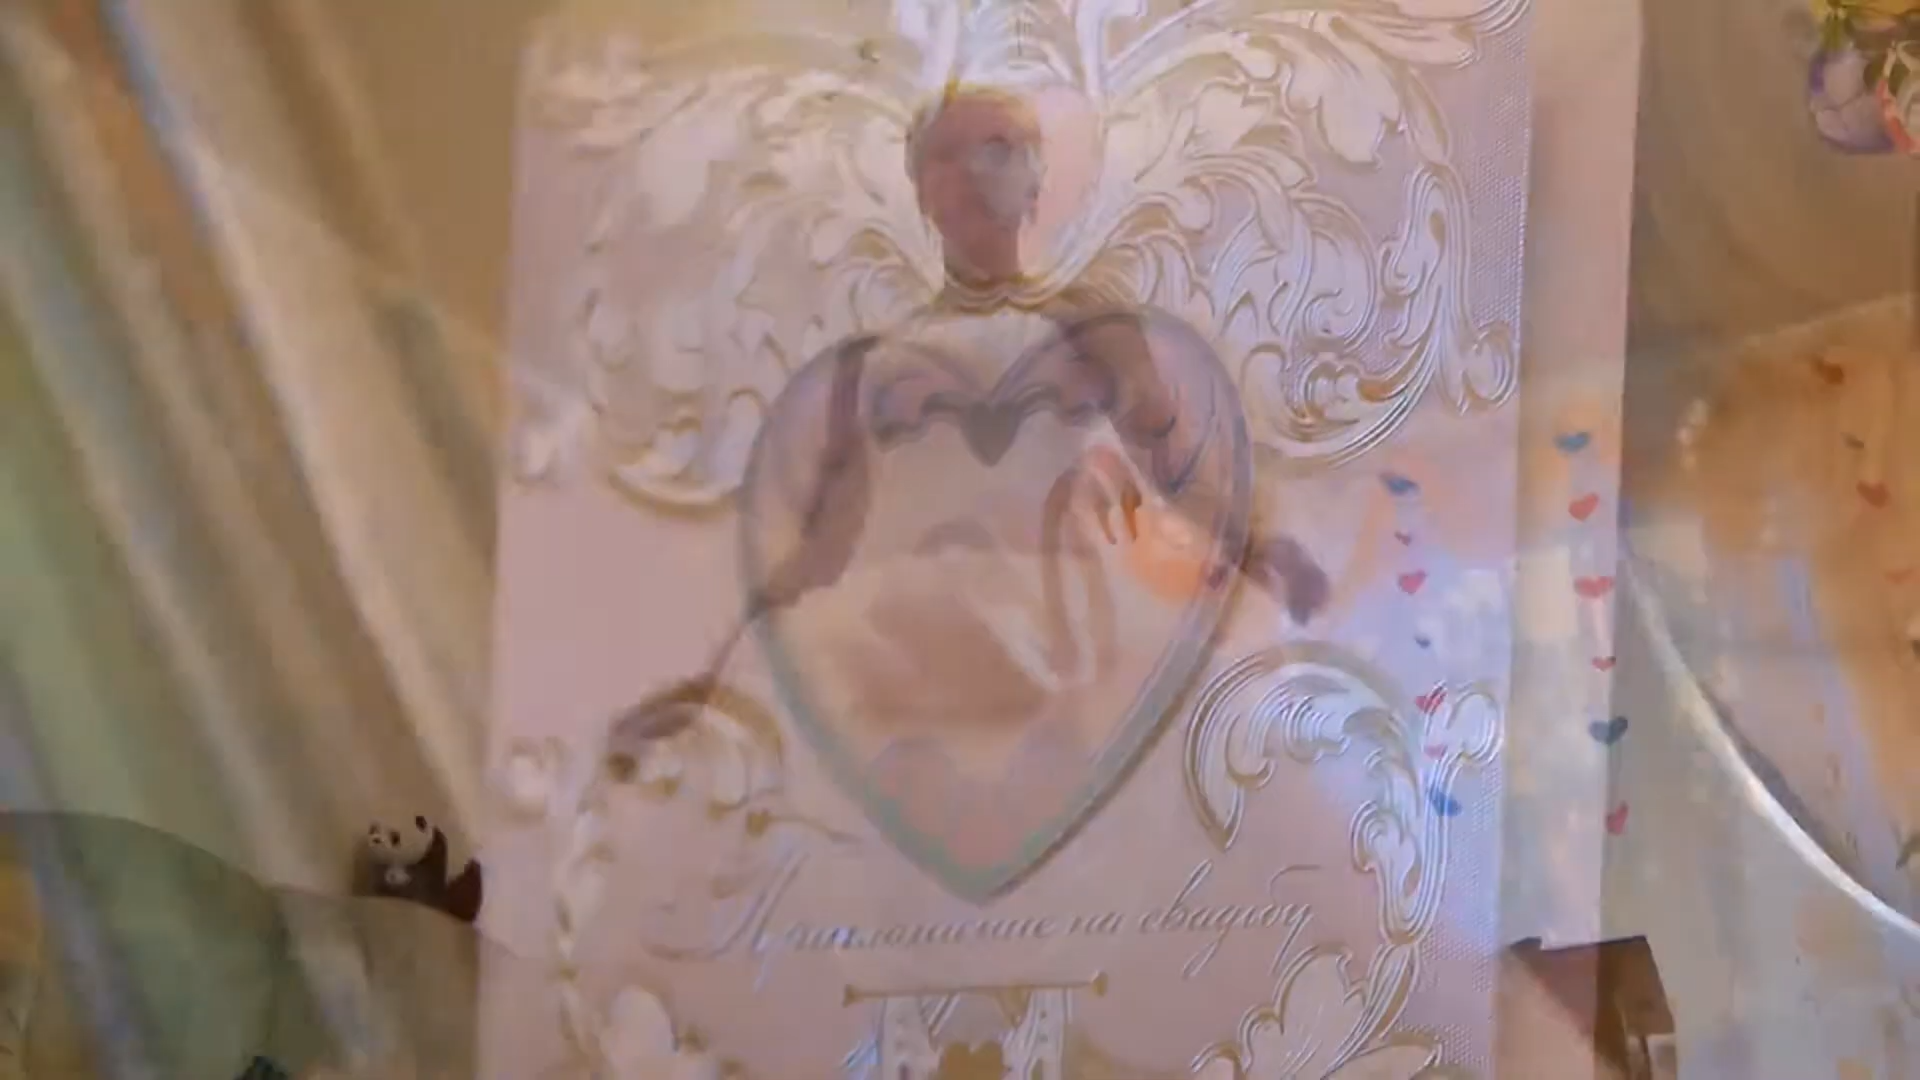 Приглашение на свадьбу